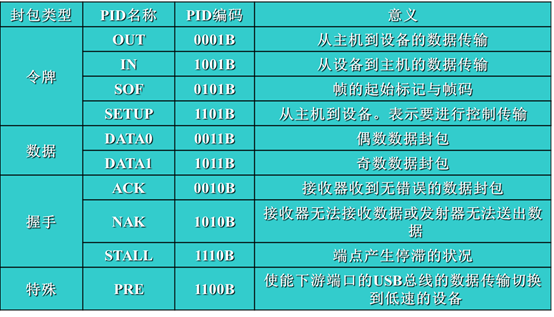 封包类型 PID名称 PID编码 意义
令牌 OUT 0001B 从主机到设备的数据传输
IN 1001B 从设备到主机的数据传输
SOF 0101B 帧的起始标记与帧码
SETUP 1101B 从主机到设备。表示要进行控制传输
数据 DATA0 0011B 偶数数据封包
DATA1 1011B 奇数数据封包
握手 ACK 0010B 接收器收到无错误的数据封包
NAK 1010B 接收器无法接收数据或发射器无法送出数
据
STALL 1110B 端点产生停滞的状况
特殊 PRE 1100B 使能下游端口的USB总线的数据传输切换
到低速的设备